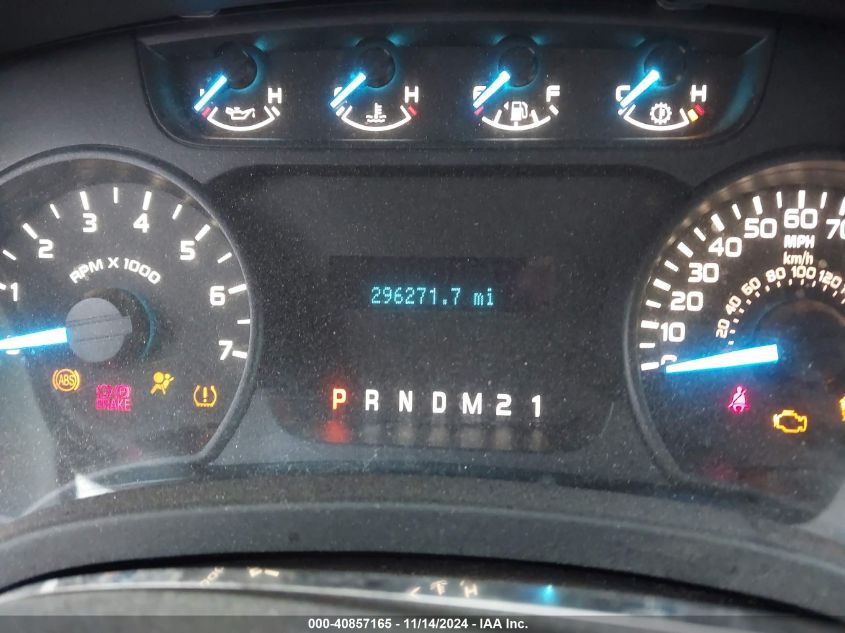 L H
C H
E F
C H
1 2 3 4 5 6 7
RPM X 1000
0 10 20 30 40 50 60 70
MPH
km/h
20 40 60 80 100 120
296271.7 mi
ABS
BRAKE
P R N D M 2 1
000-40857165 - 11/14/2024 - IAA Inc.